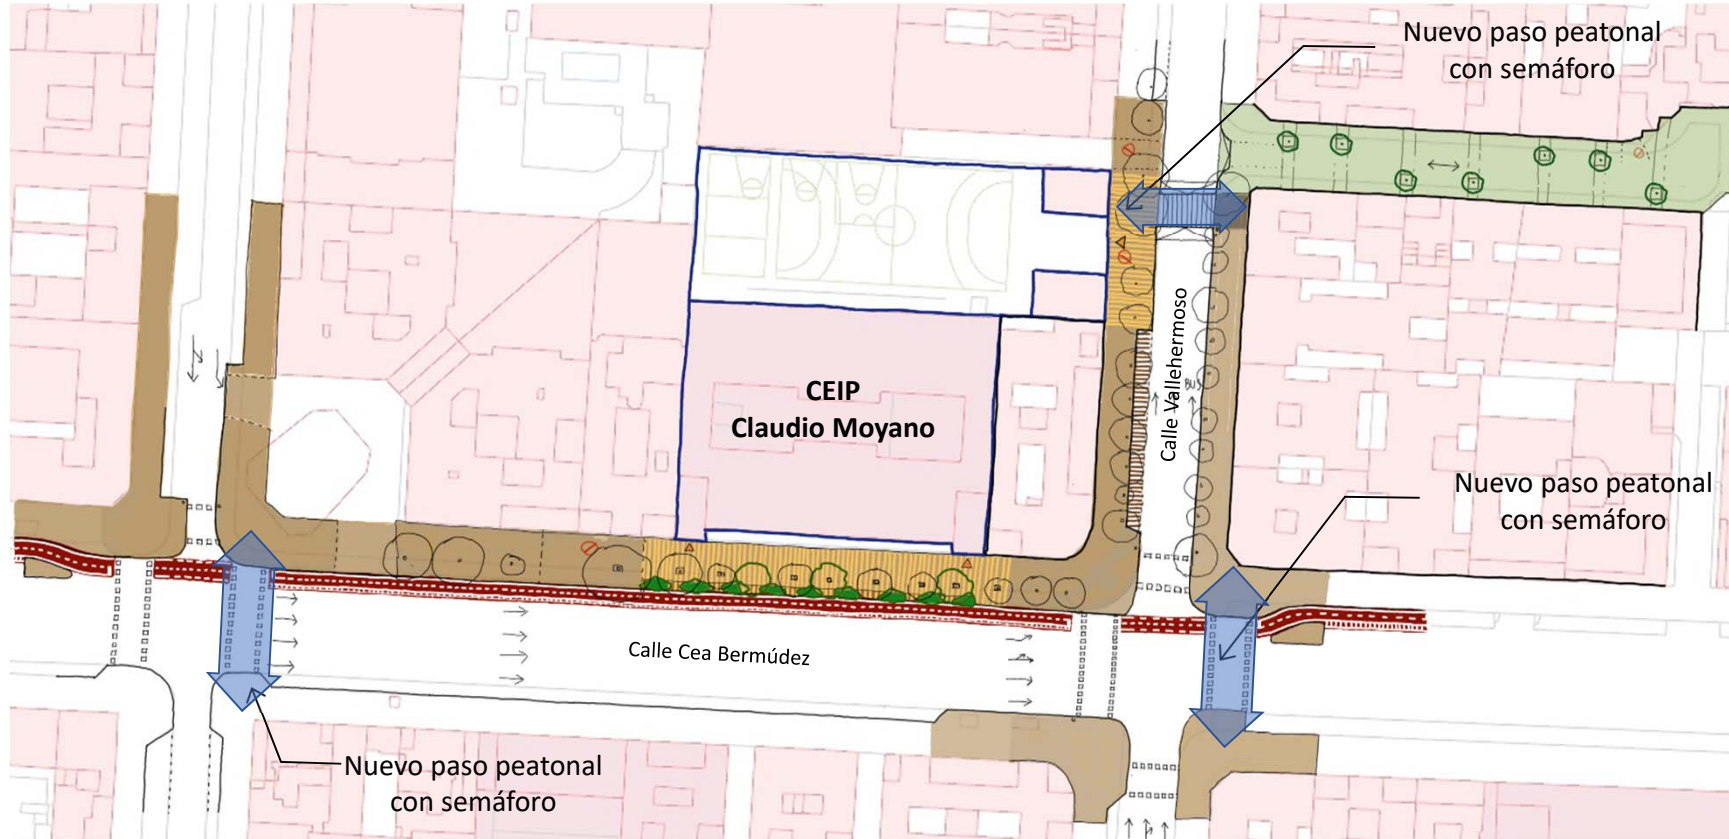 Nuevo paso peatonal
con semáforo
CEIP
Claudio Moyano
Calle Vallehermoso
BUS
Nuevo paso peatonal
con semáforo
Calle Cea Bermúdez
Nuevo paso peatonal
con semáforo